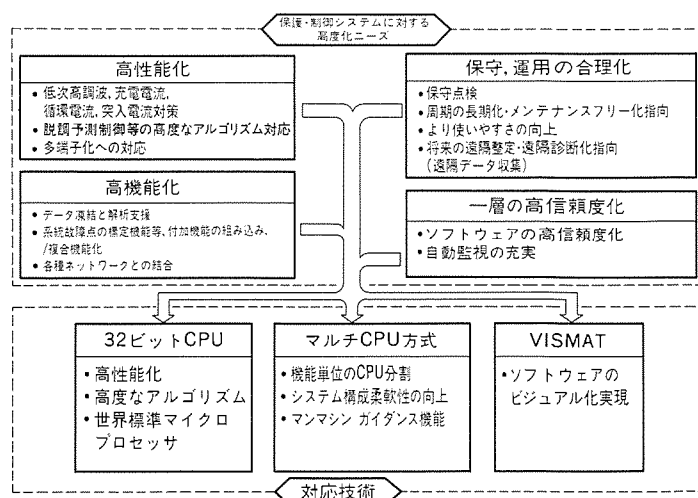 保護・制御システムに対する
高度化ニーズ
高性能化
• 低次高調波, 充電電流,
循環電流, 突入電流対策
• 脱調予測制御等の高度なアルゴリズム対応
• 多端子化への対応
保守, 運用の合理化
• 保守点検
• 周期の長期化・メンテナンスフリー化指向
• より使いやすさの向上
• 将来の遠隔整定・遠隔診断化指向
(遠隔データ収集)
高機能化
• データ凍結と解析支援
• 系統故障点の標定機能等、付加機能の組み込み、
/複合機能化
• 各種ネットワークとの結合
一層の高信頼度化
• ソフトウェアの高信頼度化
• 自動監視の充実
32ビットCPU
• 高性能化
• 高度なアルゴリズム
• 世界標準マイクロ
プロセッサ
マルチCPU方式
• 機能単位のCPU分割
• システム構成柔軟性の向上
• マンマシン ガイダンス機能
VISMAT
• ソフトウェアの
ビジュアル化実現
対応技術